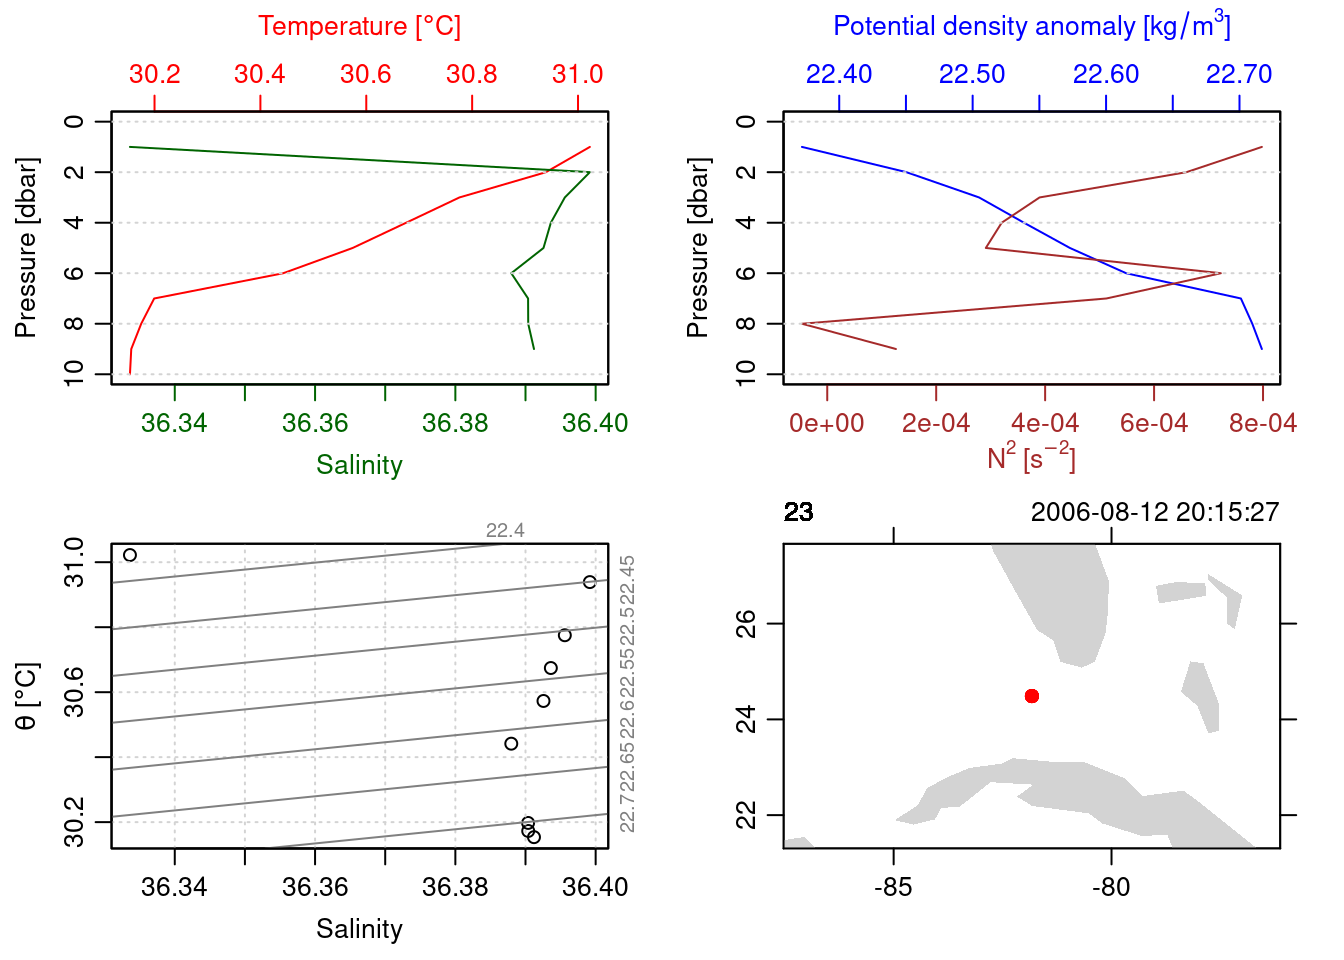 Temperature [°C]
30.2 30.4 30.6 30.8 31.0
Pressure [dbar]
0 2 4 6 8 10
36.34 36.36 36.38 36.40
Salinity
Potential density anomaly [kg/m³]
22.40 22.50 22.60 22.70
Pressure [dbar]
0 2 4 6 8 10
0e+00 2e-04 4e-04 6e-04 8e-04
N² [s⁻²]
22.4
θ [°C]
31.0 30.6 30.2
22.45
22.5
22.55
22.6
22.65
22.7
36.34 36.36 36.38 36.40
Salinity
23 2006-08-12 20:15:27
26 24 22
-85 -80